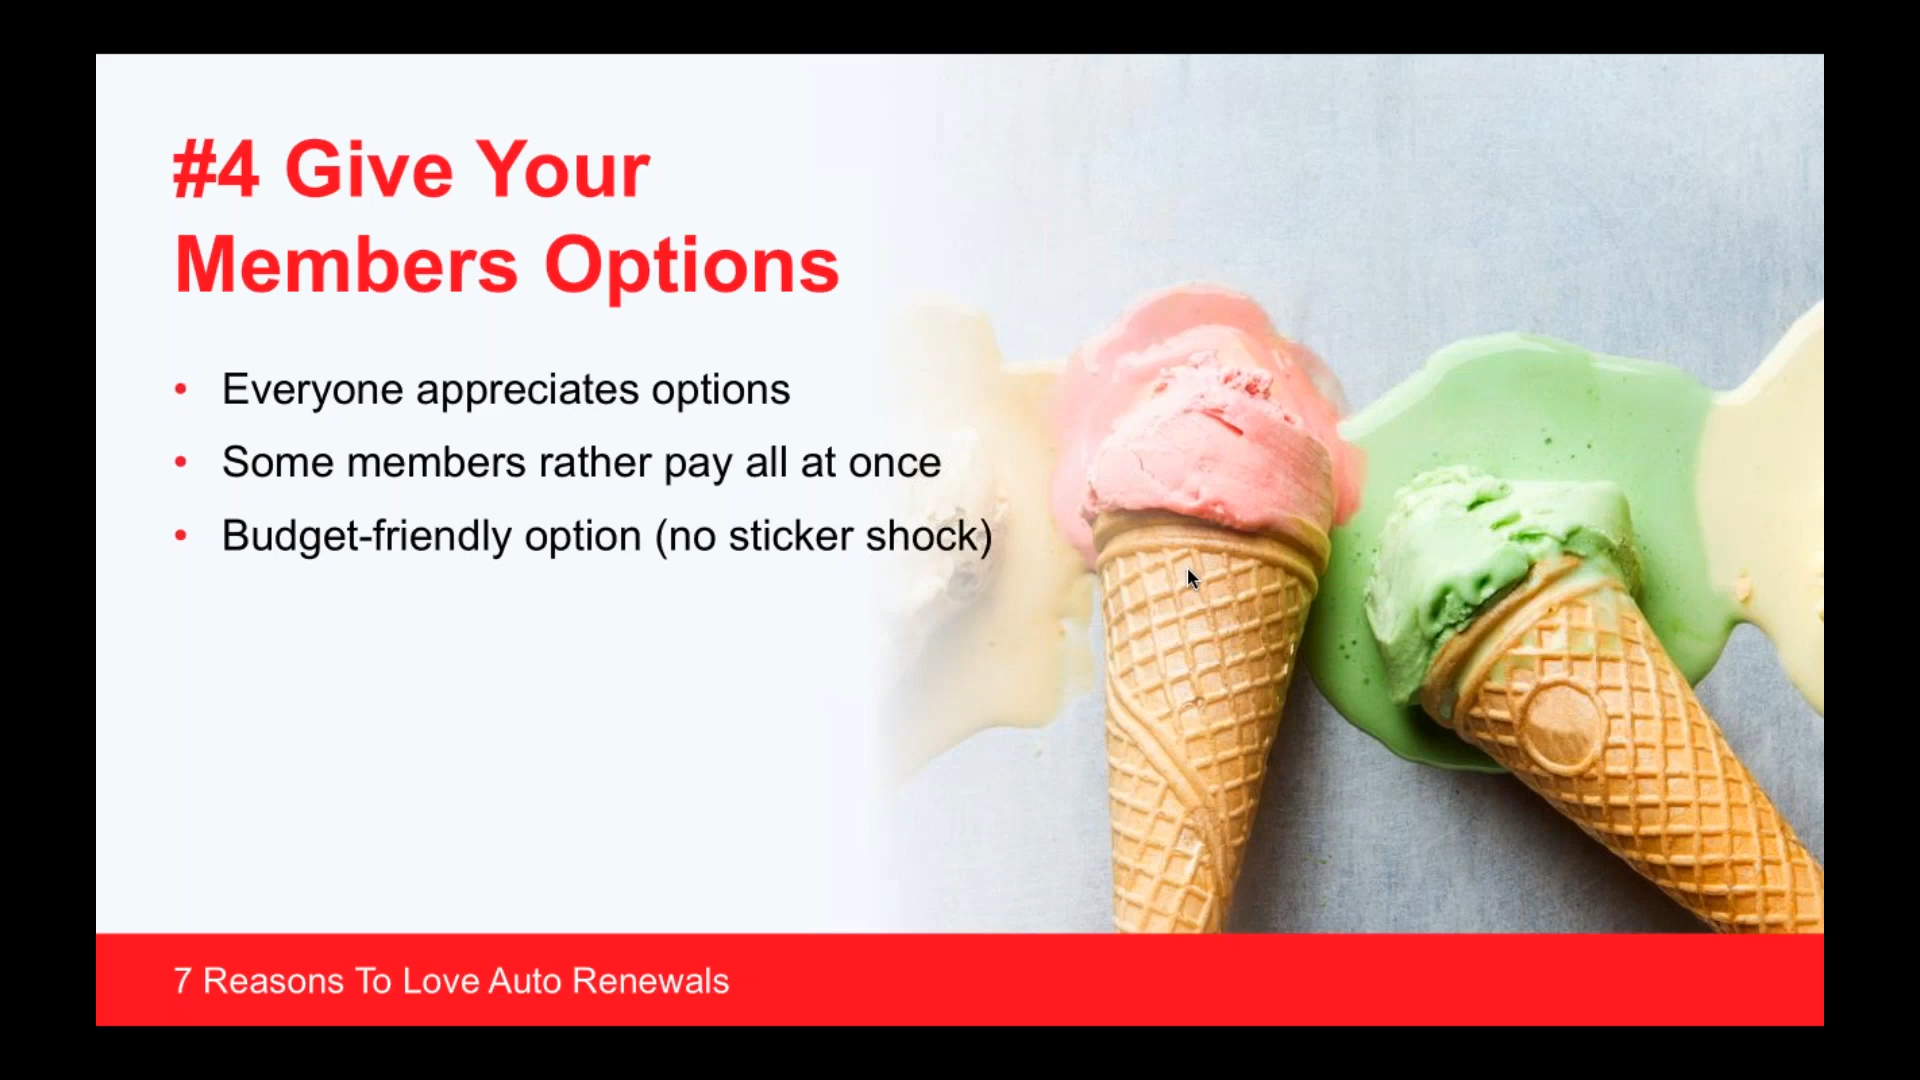 #4 Give Your
Members Options
• Everyone appreciates options
• Some members rather pay all at once
• Budget-friendly option (no sticker shock)
7 Reasons To Love Auto Renewals